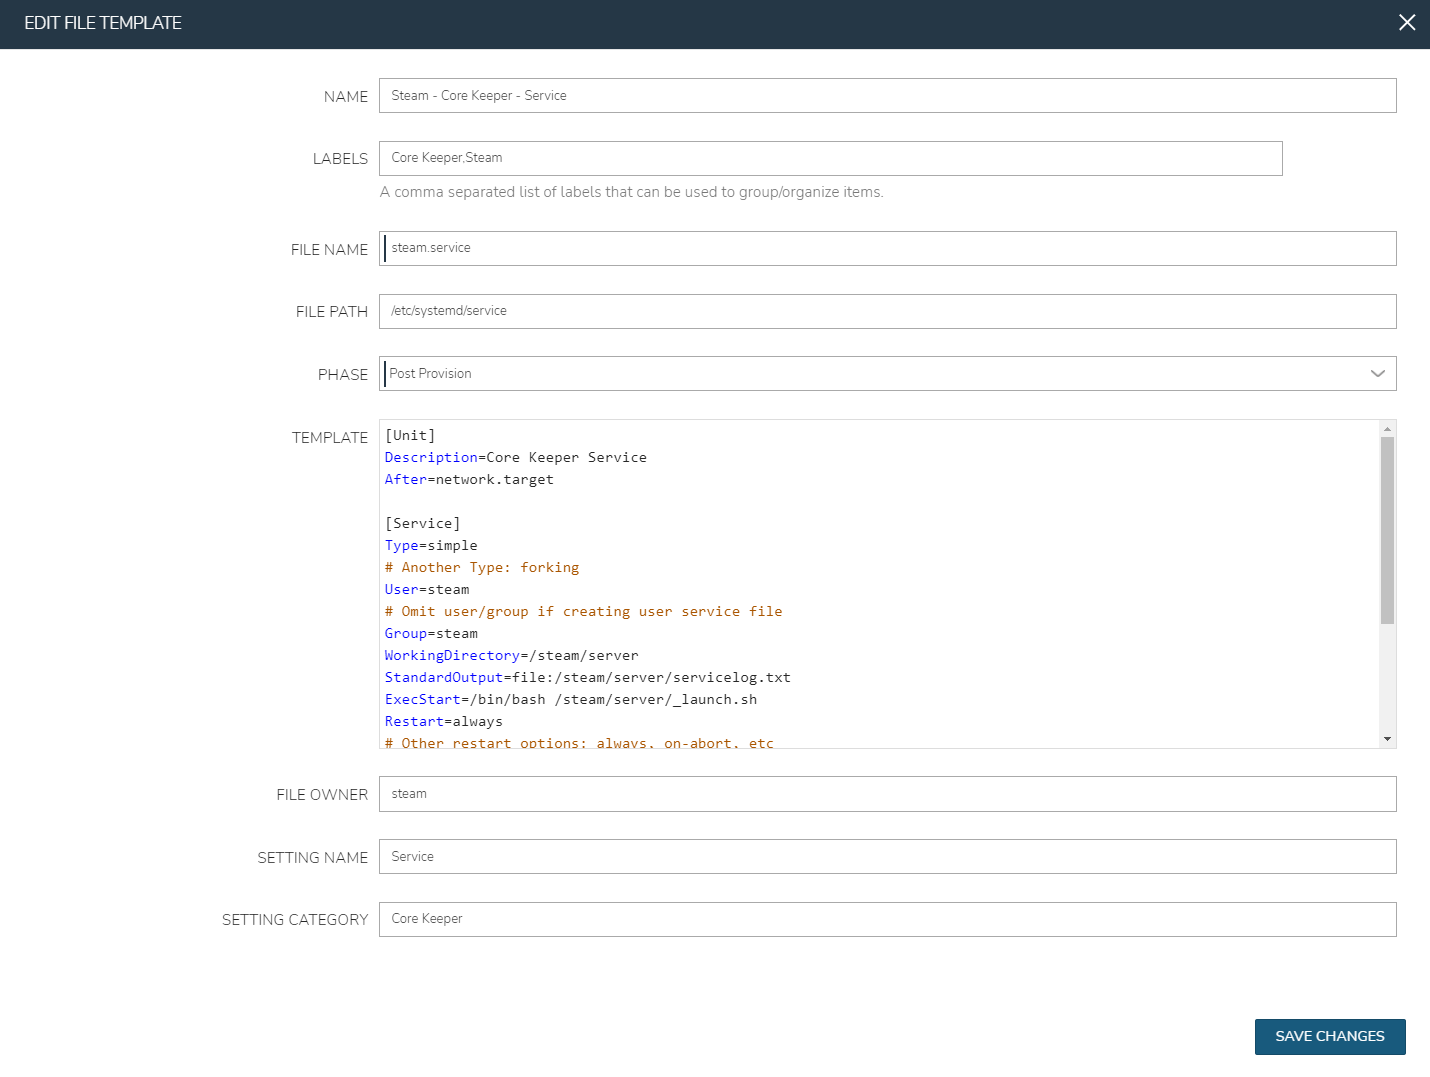 EDIT FILE TEMPLATE
NAME
Steam - Core Keeper - Service
LABELS
Core Keeper,Steam
A comma separated list of labels that can be used to group/organize items.
FILE NAME
steam.service
FILE PATH
/etc/systemd/service
PHASE
Post Provision
TEMPLATE
[Unit]
Description=Core Keeper Service
After=network.target
[Service]
Type=simple
# Another Type: forking
User=steam
# Omit user/group if creating user service file
Group=steam
WorkingDirectory=/steam/server
StandardOutput=file:/steam/server/servicelog.txt
ExecStart=/bin/bash /steam/server/_launch.sh
Restart=always
# Other restart options: always, on-abort, etc
FILE OWNER
steam
SETTING NAME
Service
SETTING CATEGORY
Core Keeper
SAVE CHANGES